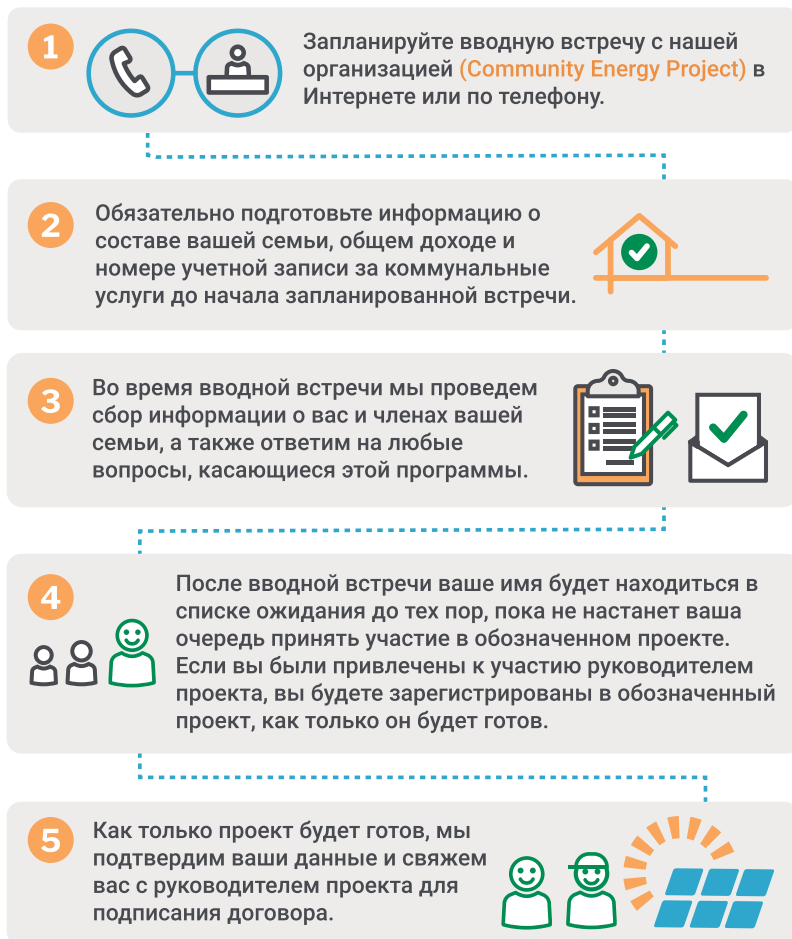 1
Запланируйте вводную встречу с нашей
организацией (Community Energy Project) в
Интернете или по телефону.
2
Обязательно подготовьте информацию о
составе вашей семьи, общем доходе и
номере учетной записи за коммунальные
услуги до начала запланированной встречи.
3
Во время вводной встречи мы проведем
сбор информации о вас и членах вашей
семьи, а также ответим на любые
вопросы, касающиеся этой программы.
4
После вводной встречи ваше имя будет находиться в
списке ожидания до тех пор, пока не настанет ваша
очередь принять участие в обозначенном проекте.
Если вы были привлечены к участию руководителем
проекта, вы будете зарегистрированы в обозначенный
проект, как только он будет готов.
5
Как только проект будет готов, мы
подтвердим ваши данные и свяжем
вас с руководителем проекта для
подписания договора.